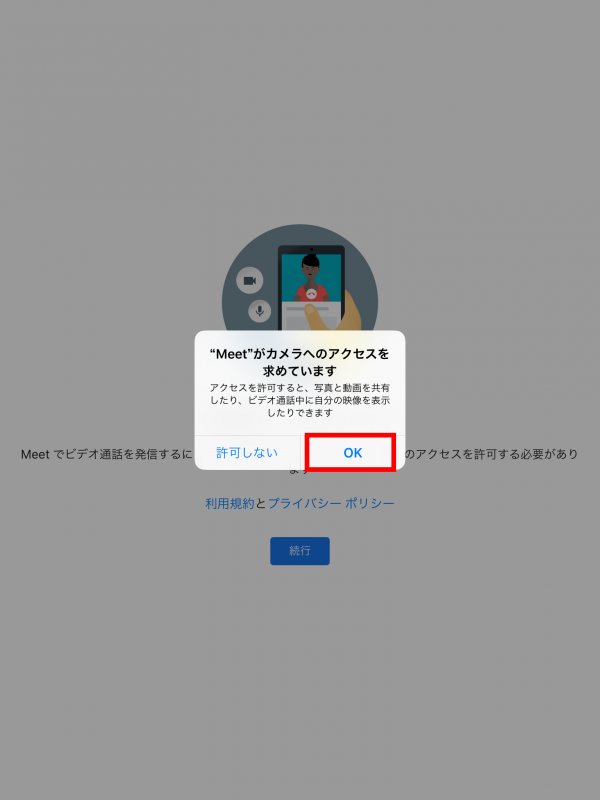 “Meet”がカメラへのアクセスを
求めています
アクセスを許可すると、写真と動画を共有
したり、ビデオ通話中に自分の映像を表示
したりできます
許可しない
OK
Meet でビデオ通話を発信するに
のアクセスを許可する必要があり
ます
利用規約とプライバシー ポリシー
続行